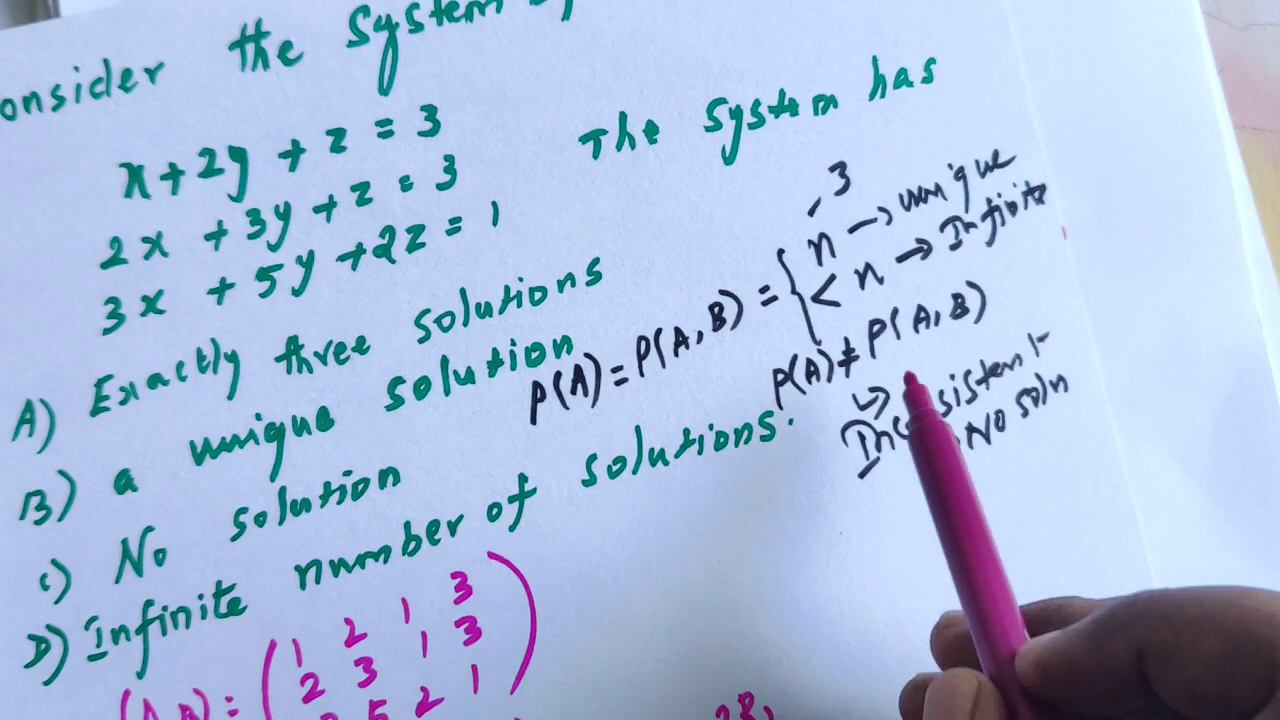 onsider the system
x + 2y + z = 3
2x + 3y + z = 3
3x + 5y + 2z = 1
The system has
A) Exactly three solutions
B) a unique solution
C) No solution
D) Infinite number of solutions.
3
ρ(A) = ρ(A, B) = { n → unique
< n → Infinite
ρ(A) ≠ ρ(A, B)
↳
No soln
= ( 1 2 1 3
2 3 1 3
5 2 1 )